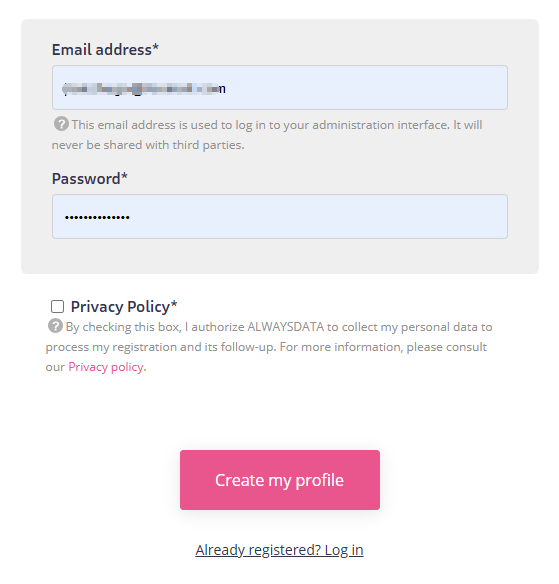 Email address*
This email address is used to log in to your administration interface. It will
never be shared with third parties.
Password*
••••••••••••••
Privacy Policy*
By checking this box, I authorize ALWAYSDATA to collect my personal data to
process my registration and its follow-up. For more information, please consult
our Privacy policy.
Create my profile
Already registered? Log in